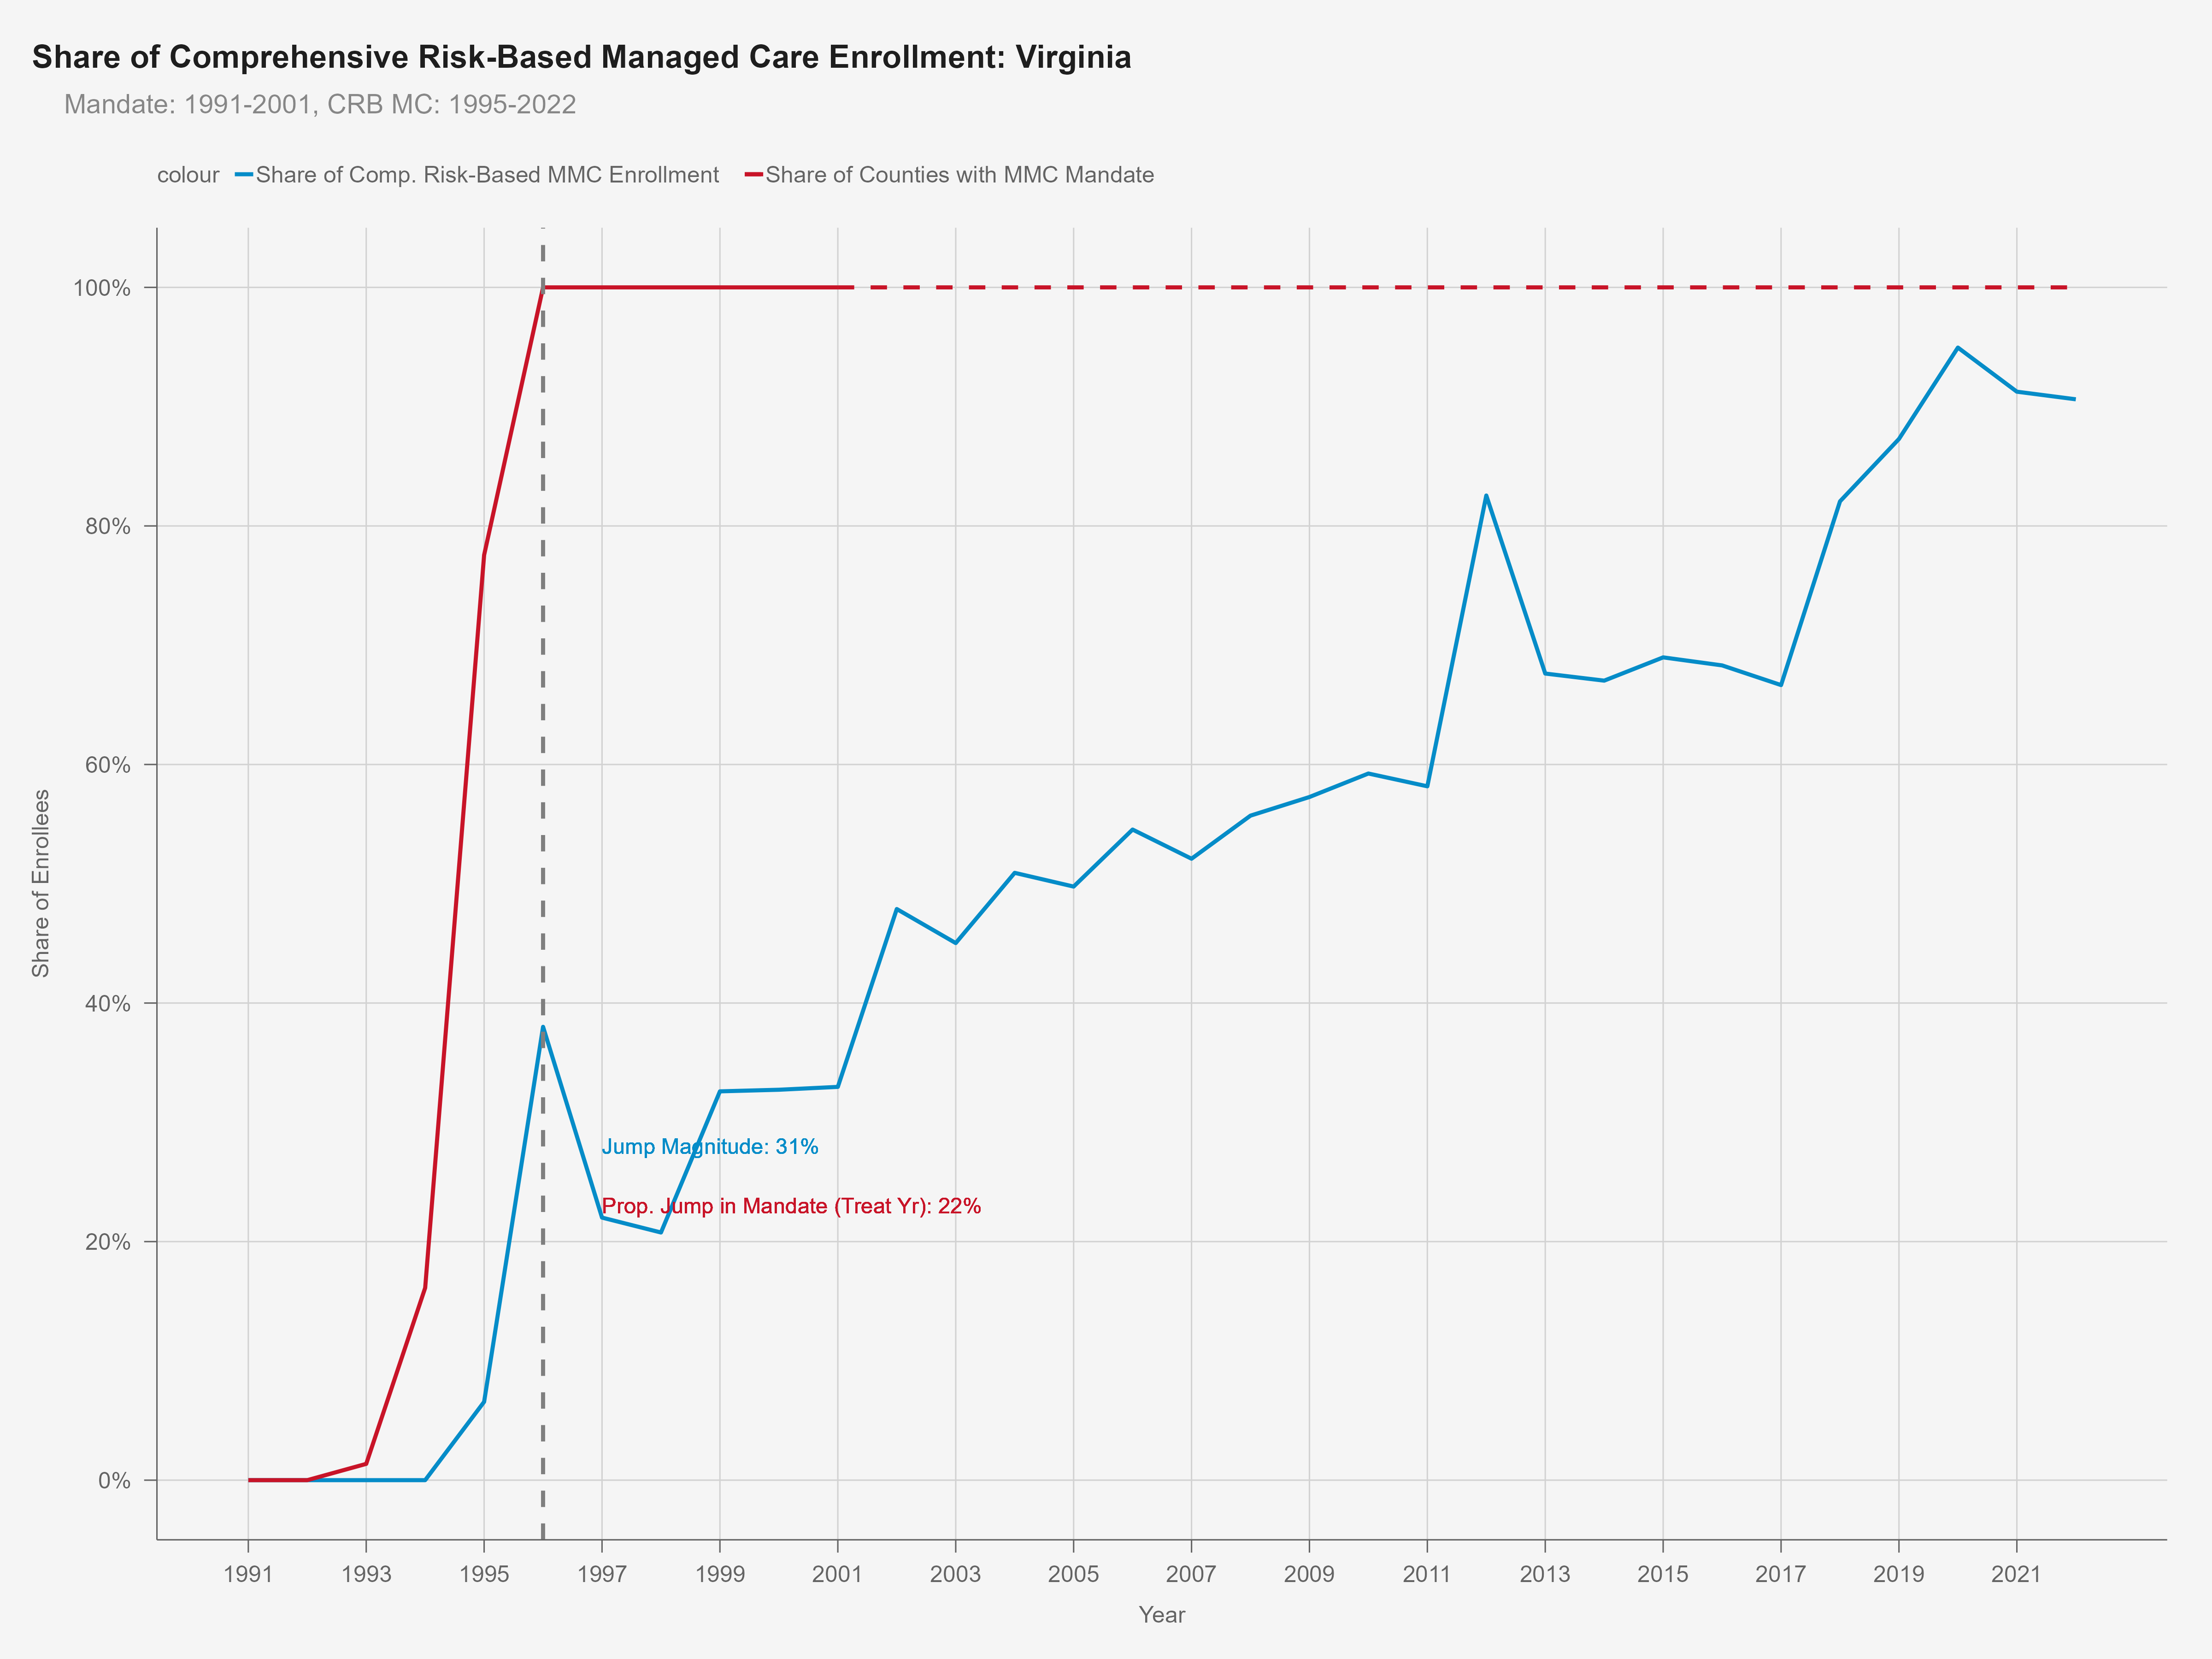 Share of Comprehensive Risk-Based Managed Care Enrollment: Virginia
Mandate: 1991-2001, CRB MC: 1995-2022
colour Share of Comp. Risk-Based MMC Enrollment Share of Counties with MMC Mandate
100%
80%
60%
40%
20%
0%
Share of Enrollees
Jump Magnitude: 31%
Prop. Jump in Mandate (Treat Yr): 22%
1991 1993 1995 1997 1999 2001 2003 2005 2007 2009 2011 2013 2015 2017 2019 2021
Year